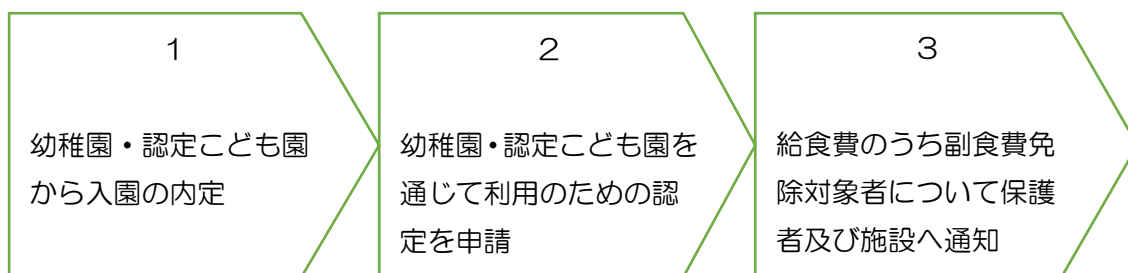 1
幼稚園・認定こども園
から入園の内定
2
幼稚園・認定こども園を
通じて利用のための認
定を申請
3
給食費のうち副食費免
除対象者について保護
者及び施設へ通知